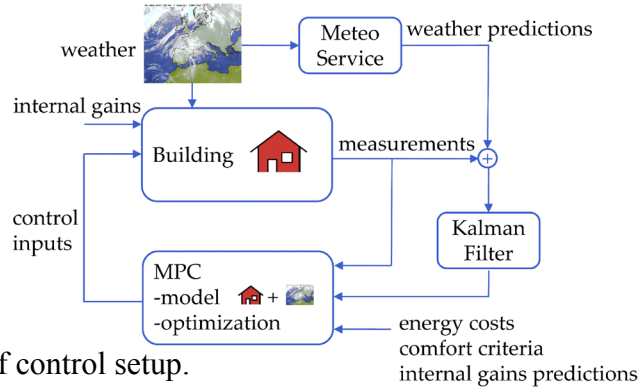 weather
Meteo
Service
weather predictions
internal gains
Building
measurements
+
control
inputs
Kalman
Filter
MPC
-model +
-optimization
energy costs
comfort criteria
internal gains predictions
f control setup.